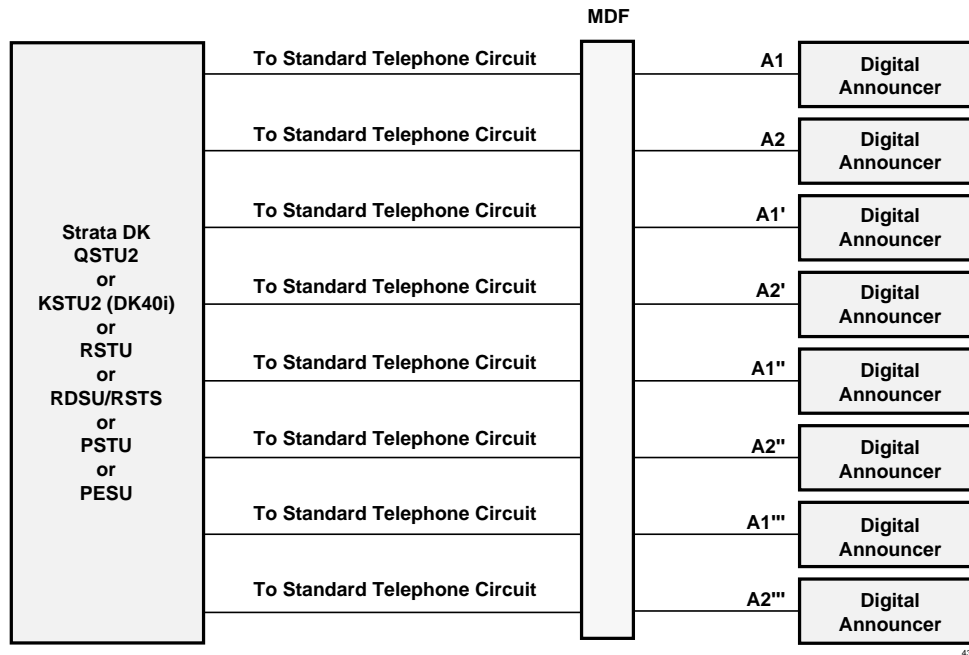 MDF
To Standard Telephone Circuit
A1
Digital
Announcer
To Standard Telephone Circuit
A2
Digital
Announcer
To Standard Telephone Circuit
A1'
Digital
Announcer
Strata DK
QSTU2
or
KSTU2 (DK40i)
or
RSTU
or
RDSU/RSTS
or
PSTU
or
PESU
To Standard Telephone Circuit
A2'
Digital
Announcer
To Standard Telephone Circuit
A1"
Digital
Announcer
To Standard Telephone Circuit
A2"
Digital
Announcer
To Standard Telephone Circuit
A1'"
Digital
Announcer
To Standard Telephone Circuit
A2'"
Digital
Announcer